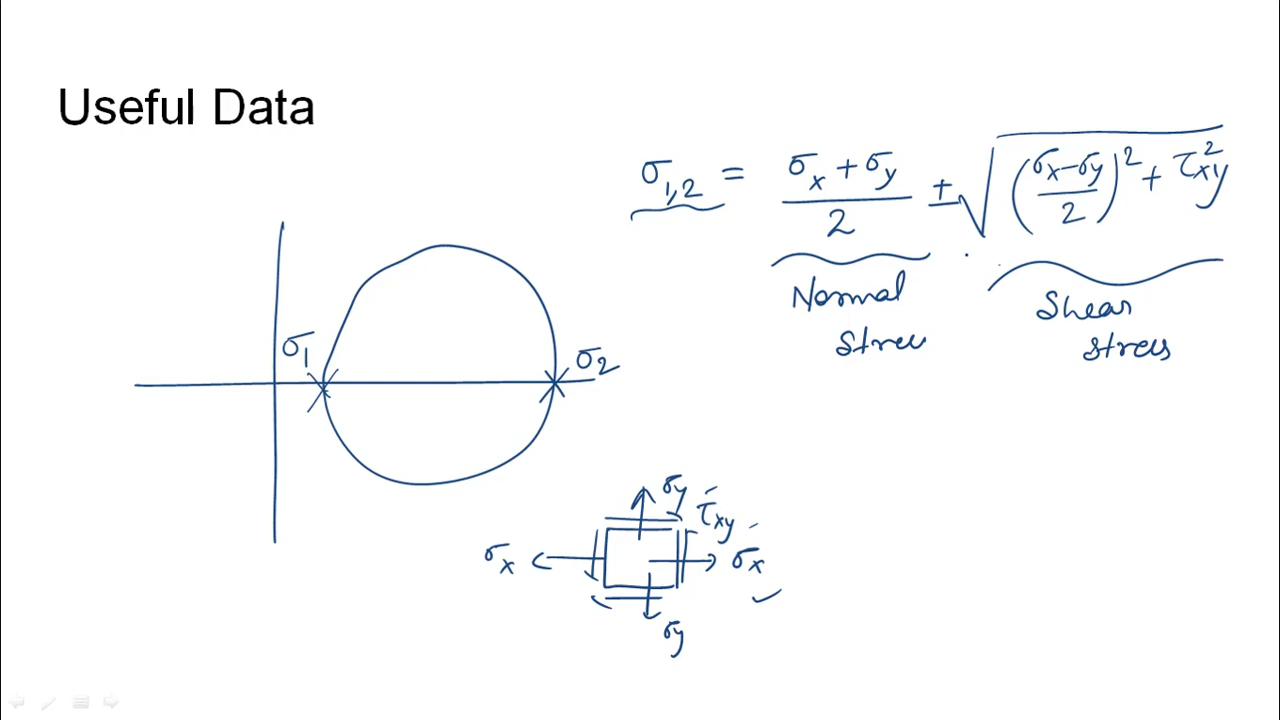 Useful Data
σ1,2 = (σx + σy)/2 ± √(((σx − σy)/2)² + τxy²)
Normal
Stress
Shear
stress
σ1
σ2
σy
τxy
σx
σx
σy